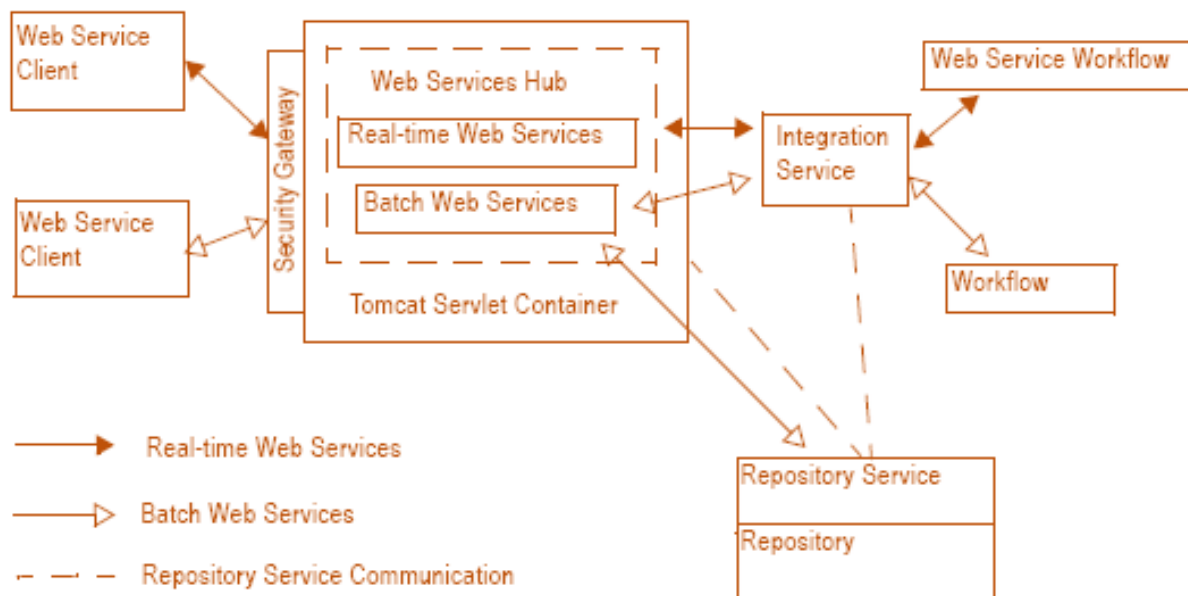 Web Service
Client
Web Service
Client
Security Gateway
Web Services Hub
Real-time Web Services
Batch Web Services
Tomcat Servlet Container
Integration
Service
Web Service Workflow
Workflow
Repository Service
Repository
Real-time Web Services
Batch Web Services
Repository Service Communication